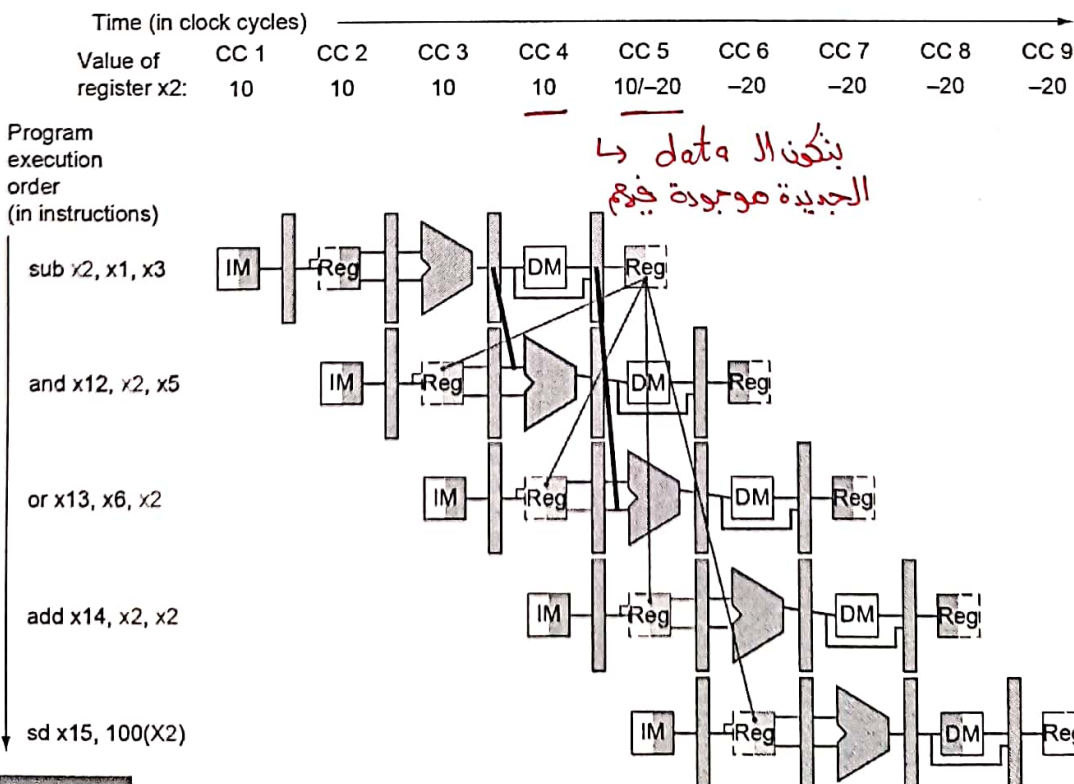 Time (in clock cycles)
CC 1 CC 2 CC 3 CC 4 CC 5 CC 6 CC 7 CC 8 CC 9
Value of register x2: 10 10 10 10 10/–20 –20 –20 –20 –20
↳ بتكون ال data
الجديدة موجودة فيهم
Program
execution
order
(in instructions)
sub x2, x1, x3 IM Reg DM Reg
and x12, x2, x5 IM Reg DM Reg
or x13, x6, x2 IM Reg DM Reg
add x14, x2, x2 IM Reg DM Reg
sd x15, 100(X2) IM Reg DM Reg